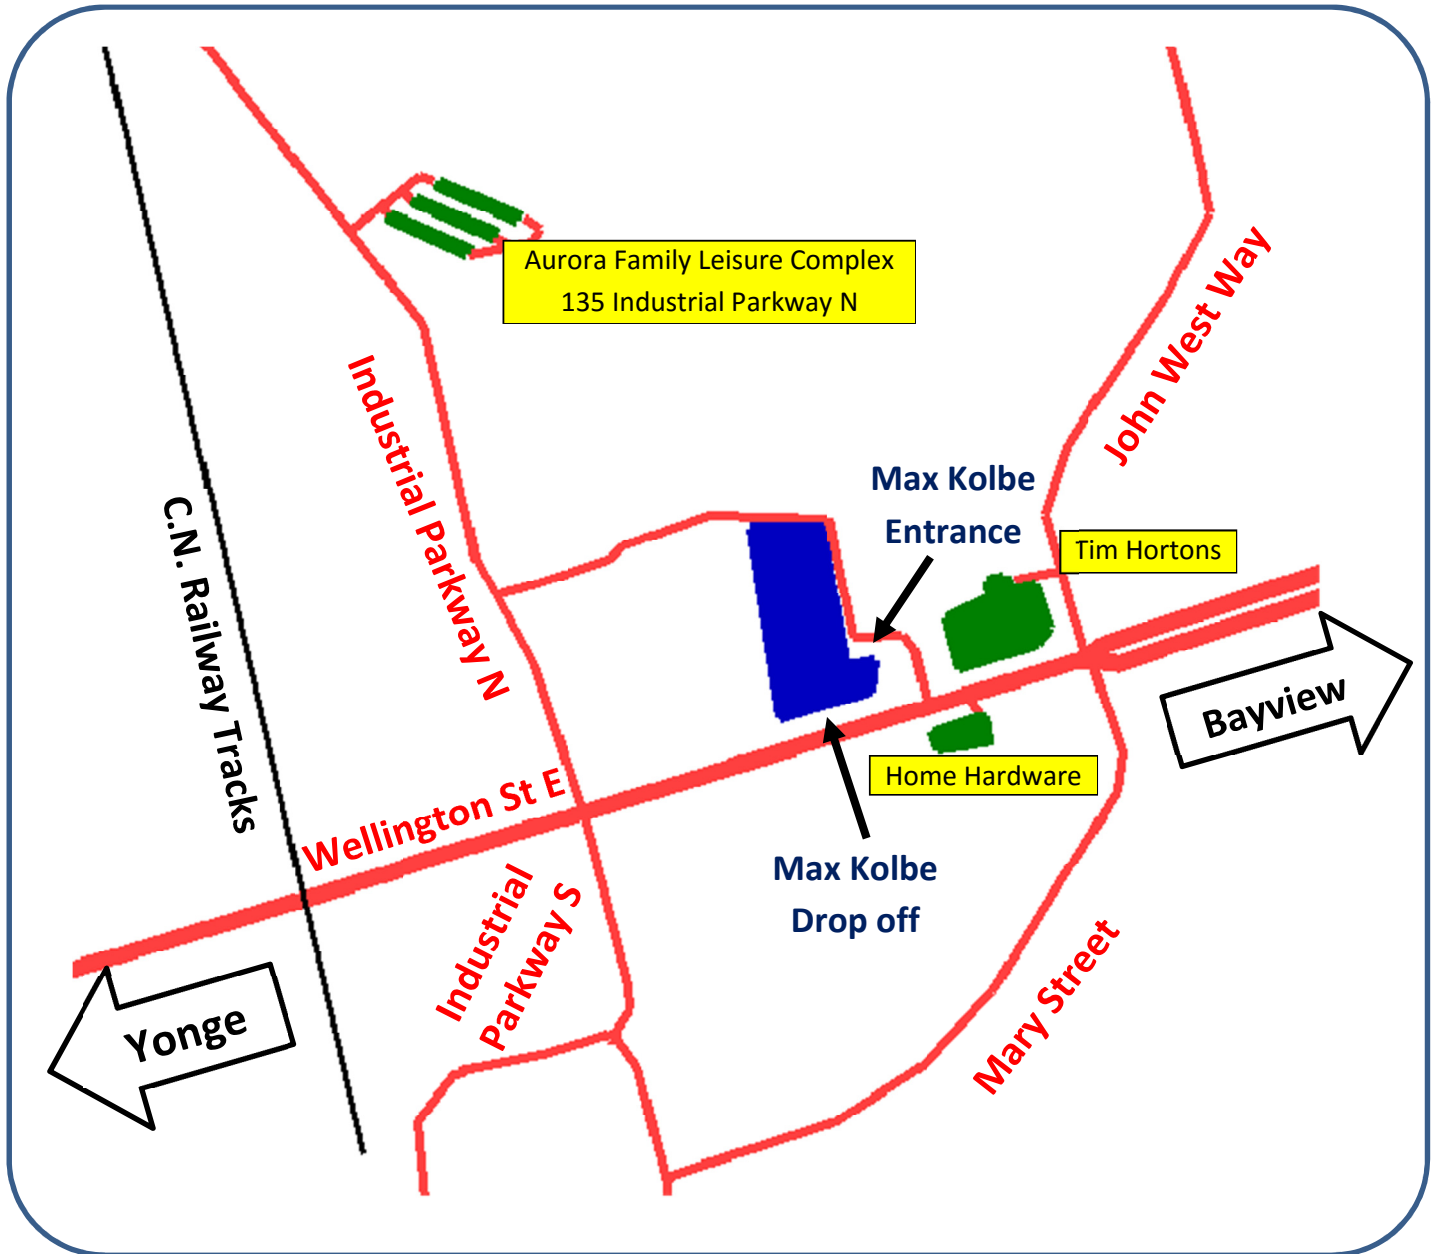 Aurora Family Leisure Complex
135 Industrial Parkway N
John West Way
Industrial Parkway N
Max Kolbe
Entrance
Tim Hortons
C.N. Railway Tracks
Bayview
Home Hardware
Wellington St E
Max Kolbe
Drop off
Industrial
Parkway S
Mary Street
Yonge